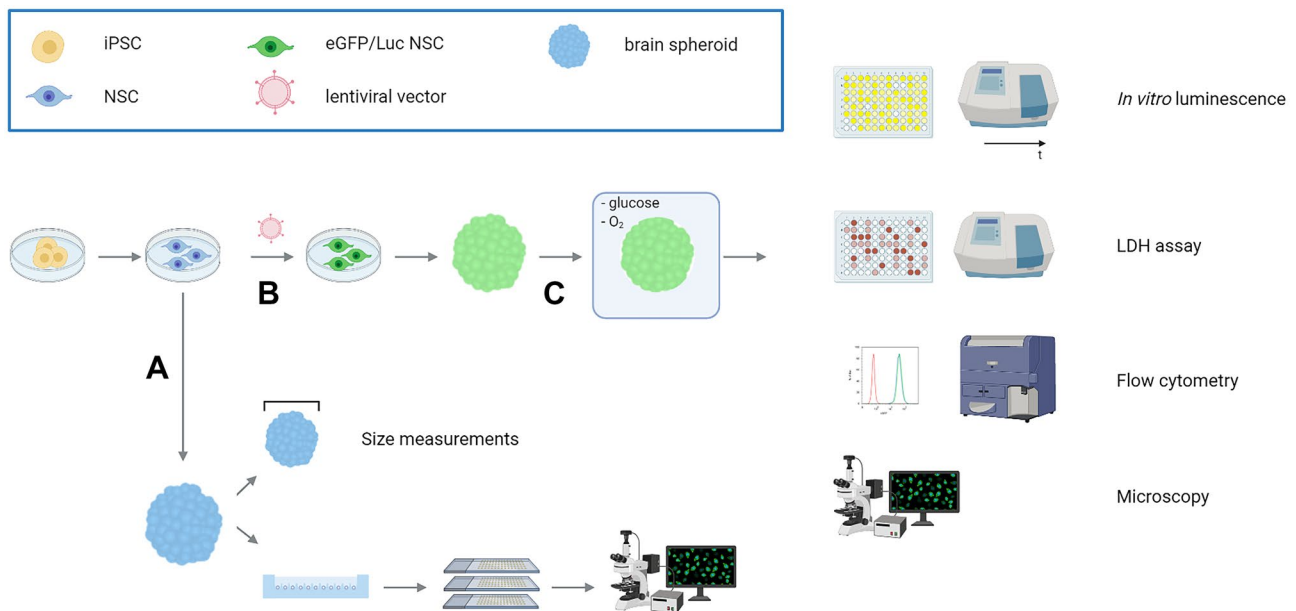 iPSC
eGFP/Luc NSC
brain spheroid
NSC
lentiviral vector
In vitro luminescence
t
- glucose
- O₂
B
C
LDH assay
A
Flow cytometry
Size measurements
Microscopy